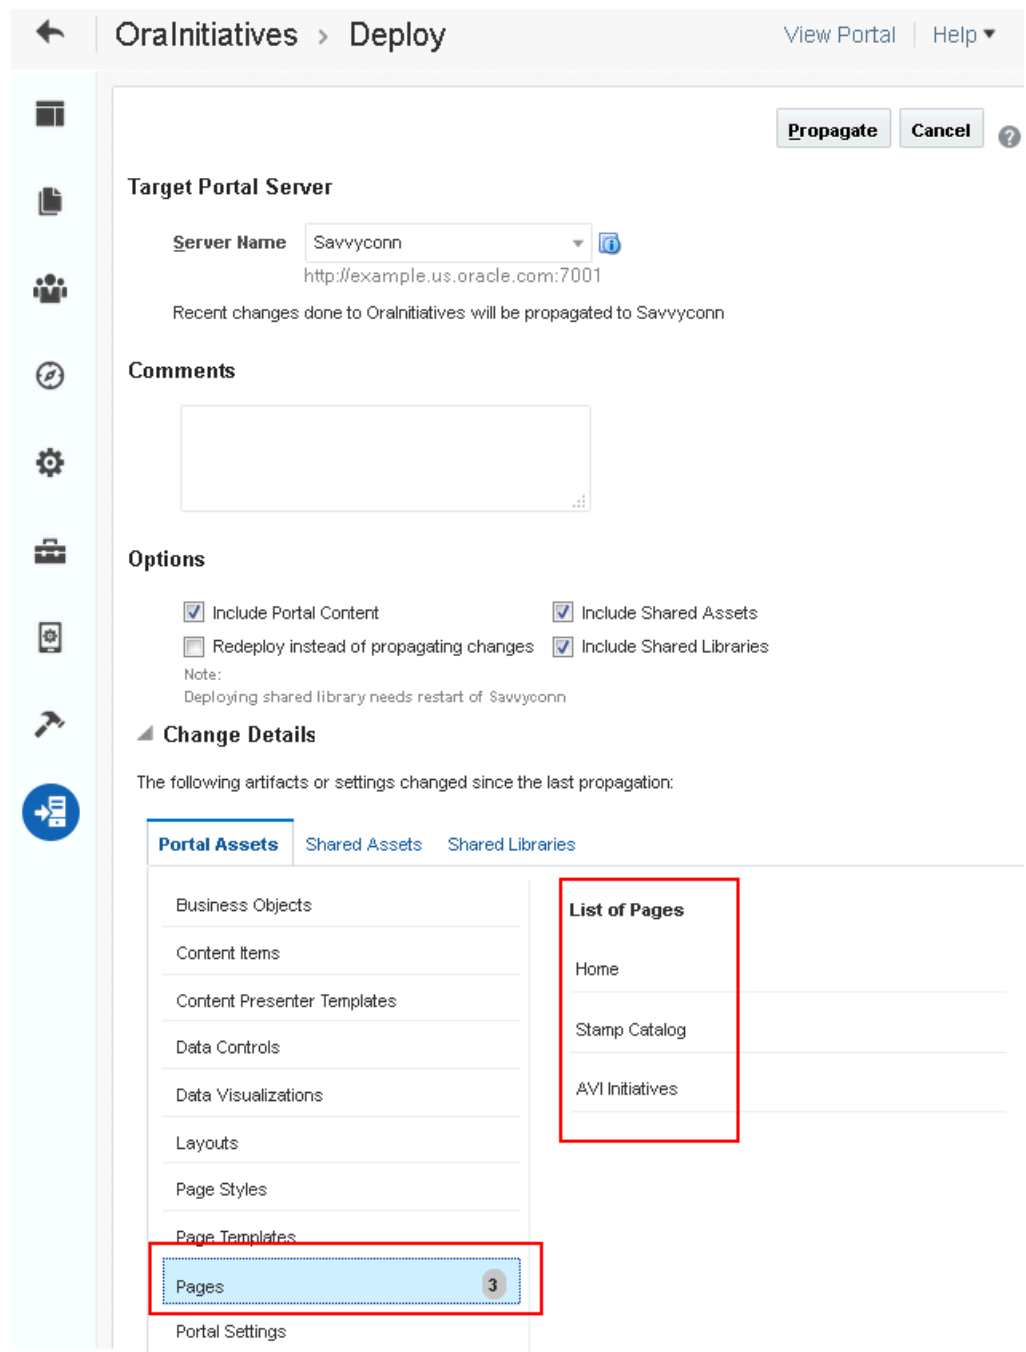 OraInitiatives > Deploy View Portal Help
Propagate Cancel
Target Portal Server
Server Name Savvyconn
http://example.us.oracle.com:7001
Recent changes done to OraInitiatives will be propagated to Savvyconn
Comments
Options
Include Portal Content Include Shared Assets
Redeploy instead of propagating changes Include Shared Libraries
Note:
Deploying shared library needs restart of Savvyconn
Change Details
The following artifacts or settings changed since the last propagation:
Portal Assets Shared Assets Shared Libraries
Business Objects
Content Items
Content Presenter Templates
Data Controls
Data Visualizations
Layouts
Page Styles
Page Templates
Pages 3
Portal Settings
List of Pages
Home
Stamp Catalog
AVI Initiatives